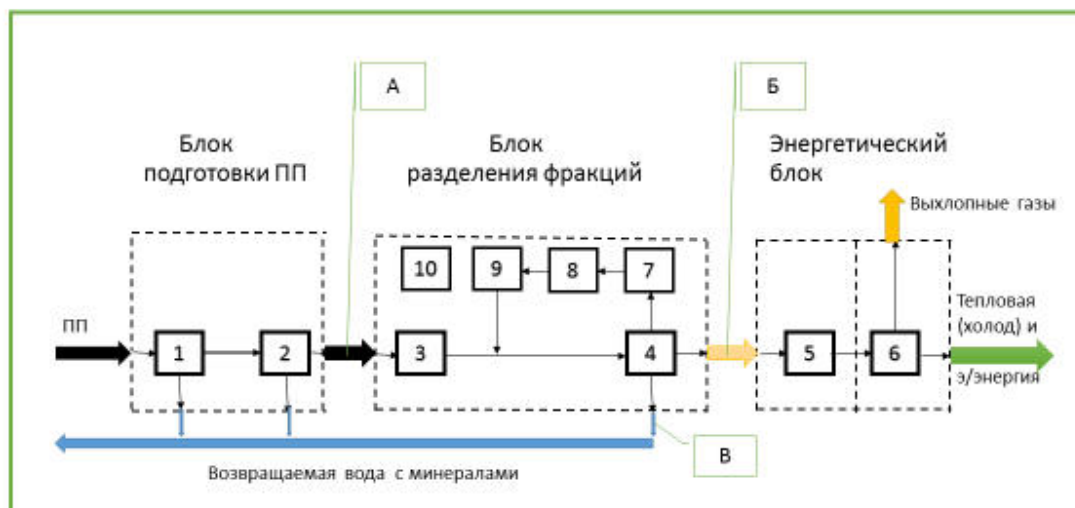 А
Б
Блок
подготовки ПП
Блок
разделения фракций
Энергетический
блок
Выхлопные газы
10
9
8
7
ПП
1
2
3
4
5
6
Тепловая
(холод) и
э/энергия
В
Возвращаемая вода с минералами